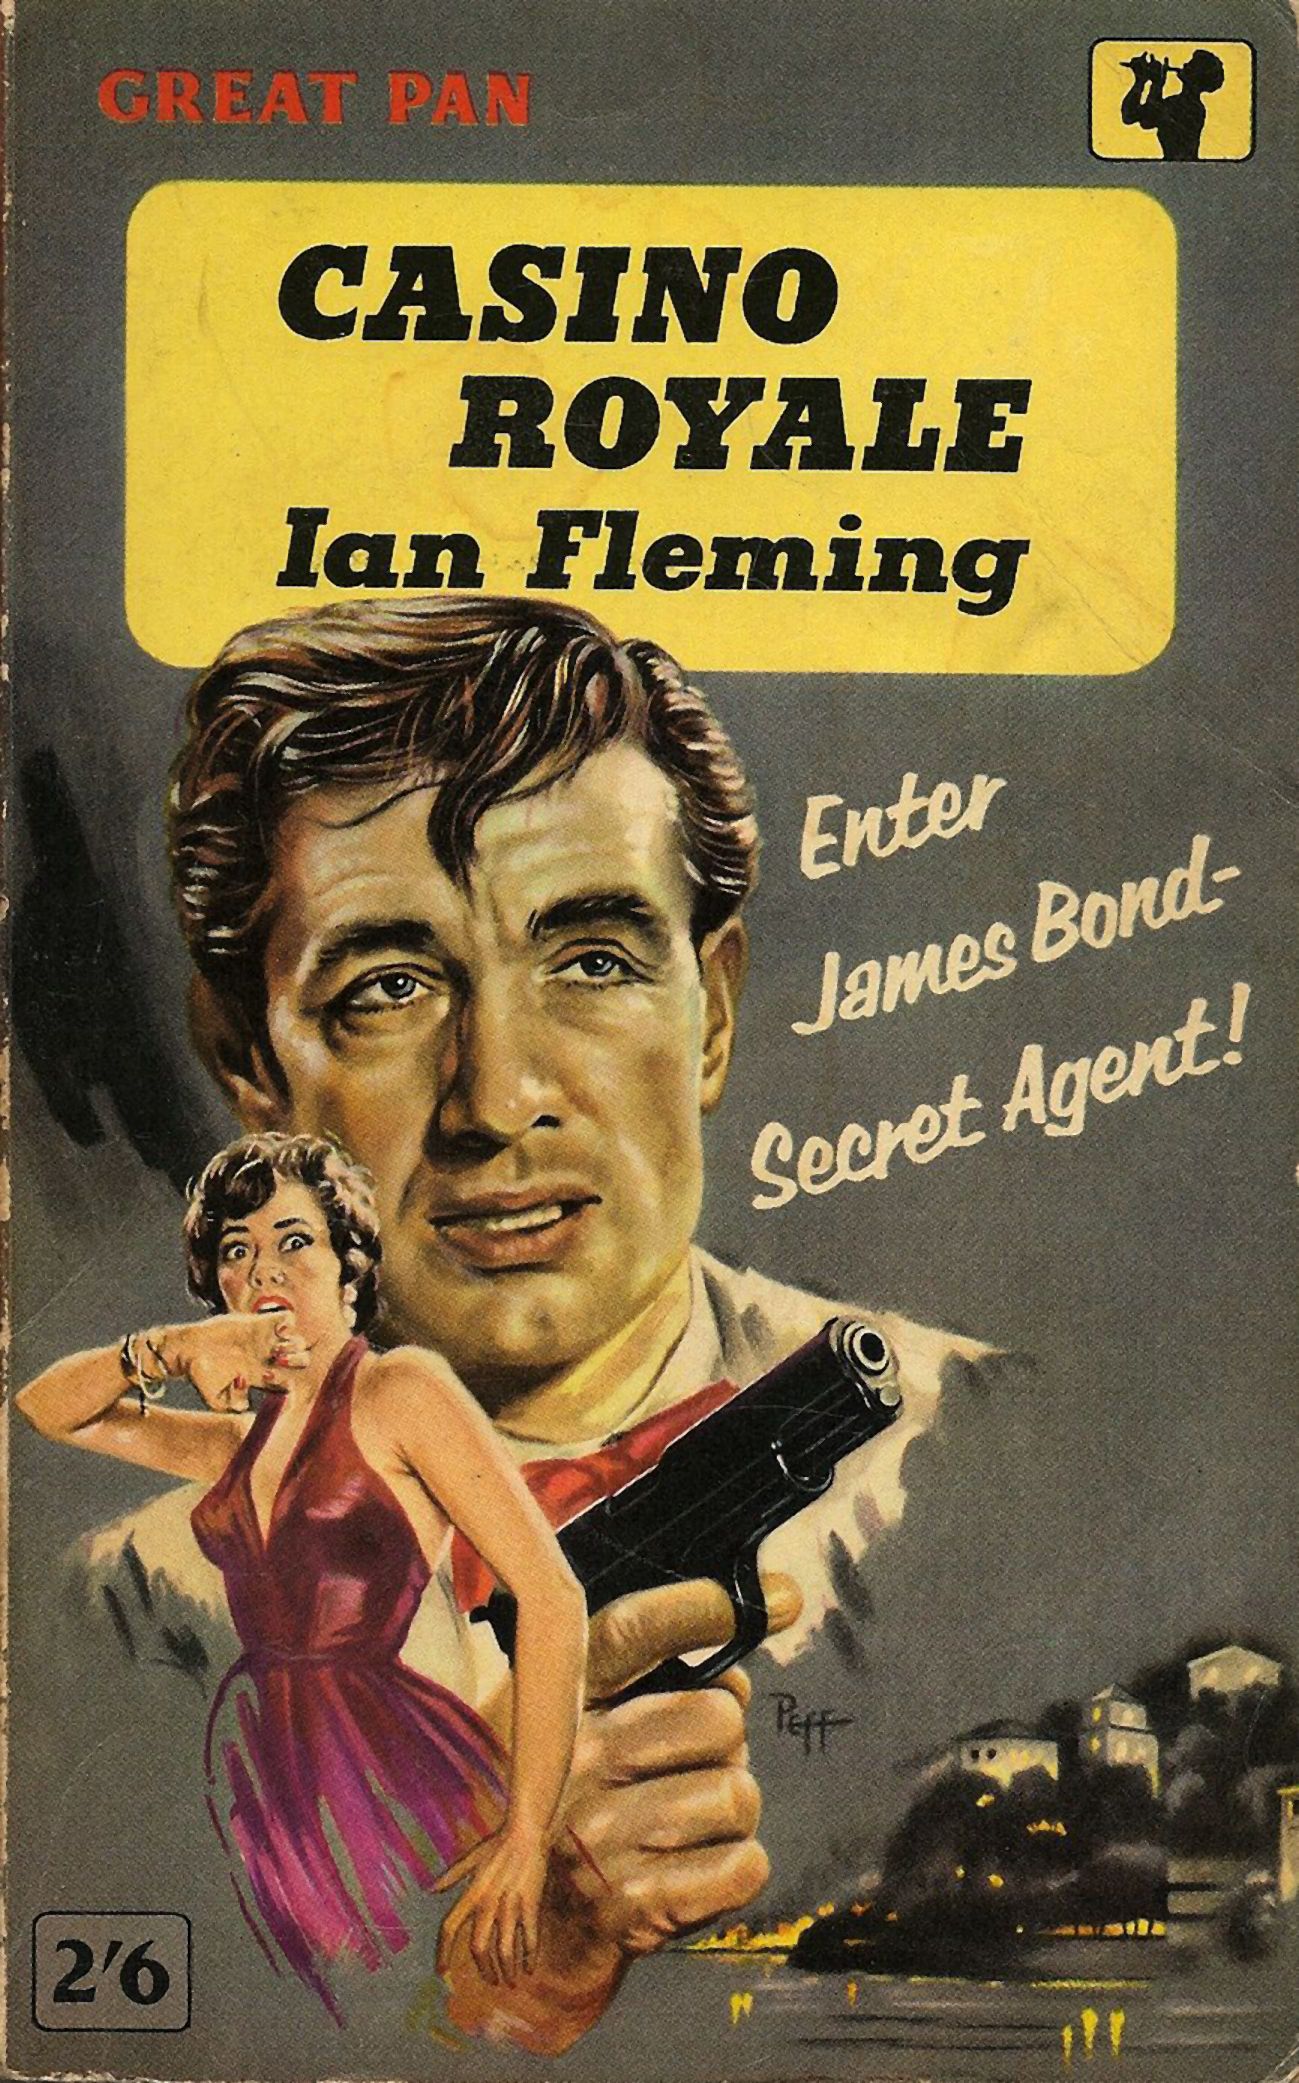 GREAT PAN
CASINO
ROYALE
Ian Fleming
Enter
James Bond-
Secret Agent!
PEFF
2'6